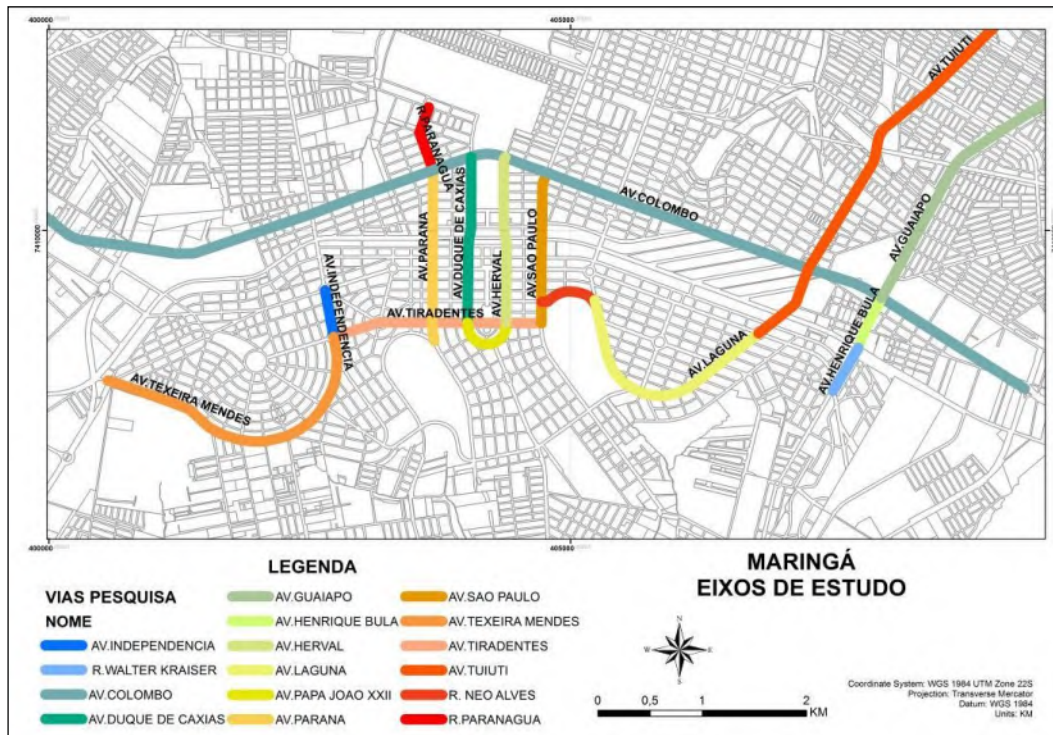 400000
405000
AV.TUIUTI
R.PARANAGUA
AV.GUAIAPO
AV.COLOMBO
7410000
AV.PARANA
AV.DUQUE DE CAXIAS
AV.HERVAL
AV.SAO PAULO
AV.INDEPENDENCIA
AV.TIRADENTES
AV.HENRIQUE BULA
AV.LAGUNA
AV.TEXEIRA MENDES
400000
405000
LEGENDA
MARINGÁ
EIXOS DE ESTUDO
VIAS PESQUISA
NOME
AV.INDEPENDENCIA
R.WALTER KRAISER
AV.COLOMBO
AV.DUQUE DE CAXIAS
AV.GUAIAPO
AV.HENRIQUE BULA
AV.HERVAL
AV.LAGUNA
AV.PAPA JOAO XXII
AV.PARANA
AV.SAO PAULO
AV.TEXEIRA MENDES
AV.TIRADENTES
AV.TUIUTI
R. NEO ALVES
R.PARANAGUA
N
W E
S
0 0,5 1 2
KM
Coordinate System: WGS 1984 UTM Zone 22S
Projection: Transverse Mercator
Datum: WGS 1984
Units: KM